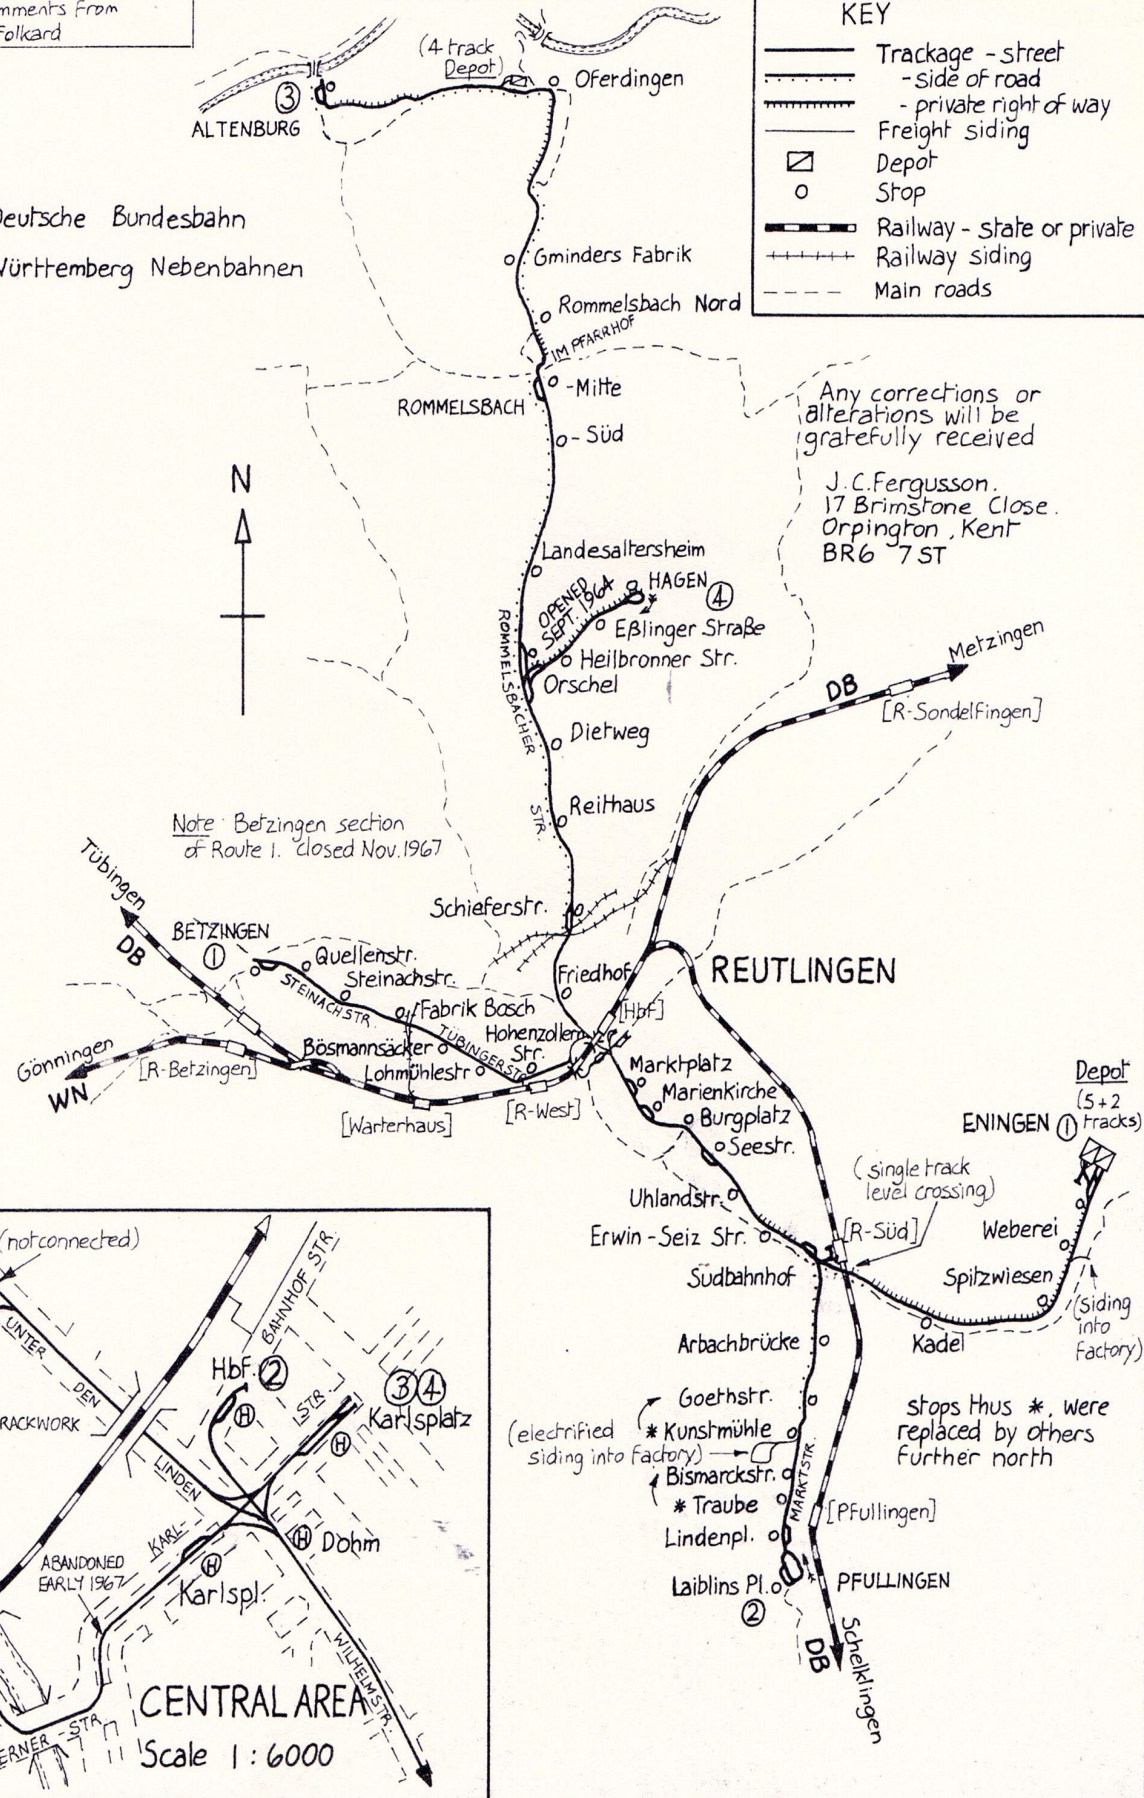 mments from
Folkard
KEY
Trackage - street
- side of road
- private right of way
Freight siding
Depot
Stop
Railway - state or private
Railway siding
Main roads
(4 track
Depot)
Oferdingen
③
ALTENBURG
Deutsche Bundesbahn
Württemberg Nebenbahnen
Gminders Fabrik
Rommelsbach Nord
IM PFARRHOF
- Mitte
ROMMELSBACH
- Süd
Any corrections or
alterations will be
gratefully received
J.C.Fergusson.
17 Brimstone Close.
Orpington, Kent
BR6 7ST
N
Landesaltersheim
OPENED
SEPT. 1964
HAGEN ④
Eßlinger Straße
Heilbronner Str.
Orschel
ROMMELSBACHER
STR.
Metzingen
DB
[R-Sondelfingen]
Dietweg
Reithaus
Note Betzingen section
of Route 1. closed Nov. 1967
Tübingen
DB
Schieferstr.
BETZINGEN
①
Quellenstr.
Steinachstr.
STEINACHSTR.
Friedhof
REUTLINGEN
Fabrik Bosch
[Hbf]
Hohenzollern
Str.
TÜBINGERSTR.
Bösmannsäcker
Lohmühlestr
Gönningen
WN
[R-Betzingen]
[Warterhaus]
[R-West]
Marktplatz
Marienkirche
Burgplatz
Seestr.
Uhlandstr.
Erwin-Seiz Str.
Südbahnhof
[R-Süd]
(single track
level crossing)
Depot
(5+2
tracks)
ENINGEN ①
Weberei
Spitzwiesen
(Siding
into
Factory)
Kadel
Arbachbrücke
Goethstr.
* Kunstmühle
(electrified
siding into Factory)
Bismarckstr.
* Traube
MARKTSTR.
Lindenpl.
Laiblins Pl.
②
[Pfullingen]
PFULLINGEN
DB
Schelklingen
stops thus *, were
replaced by others
further north
(not connected)
UNTER
DEN
LINDEN
RACKWORK
BAHNHOF STR.
Hbf. ②
H
STR
③ ④
Karlsplatz
H
KARL-
H
Dohm
H
Karlspl.
ABANDONED
EARLY 1967
WILHELMSTR.
ERNER-STR
CENTRAL AREA
Scale 1:6000